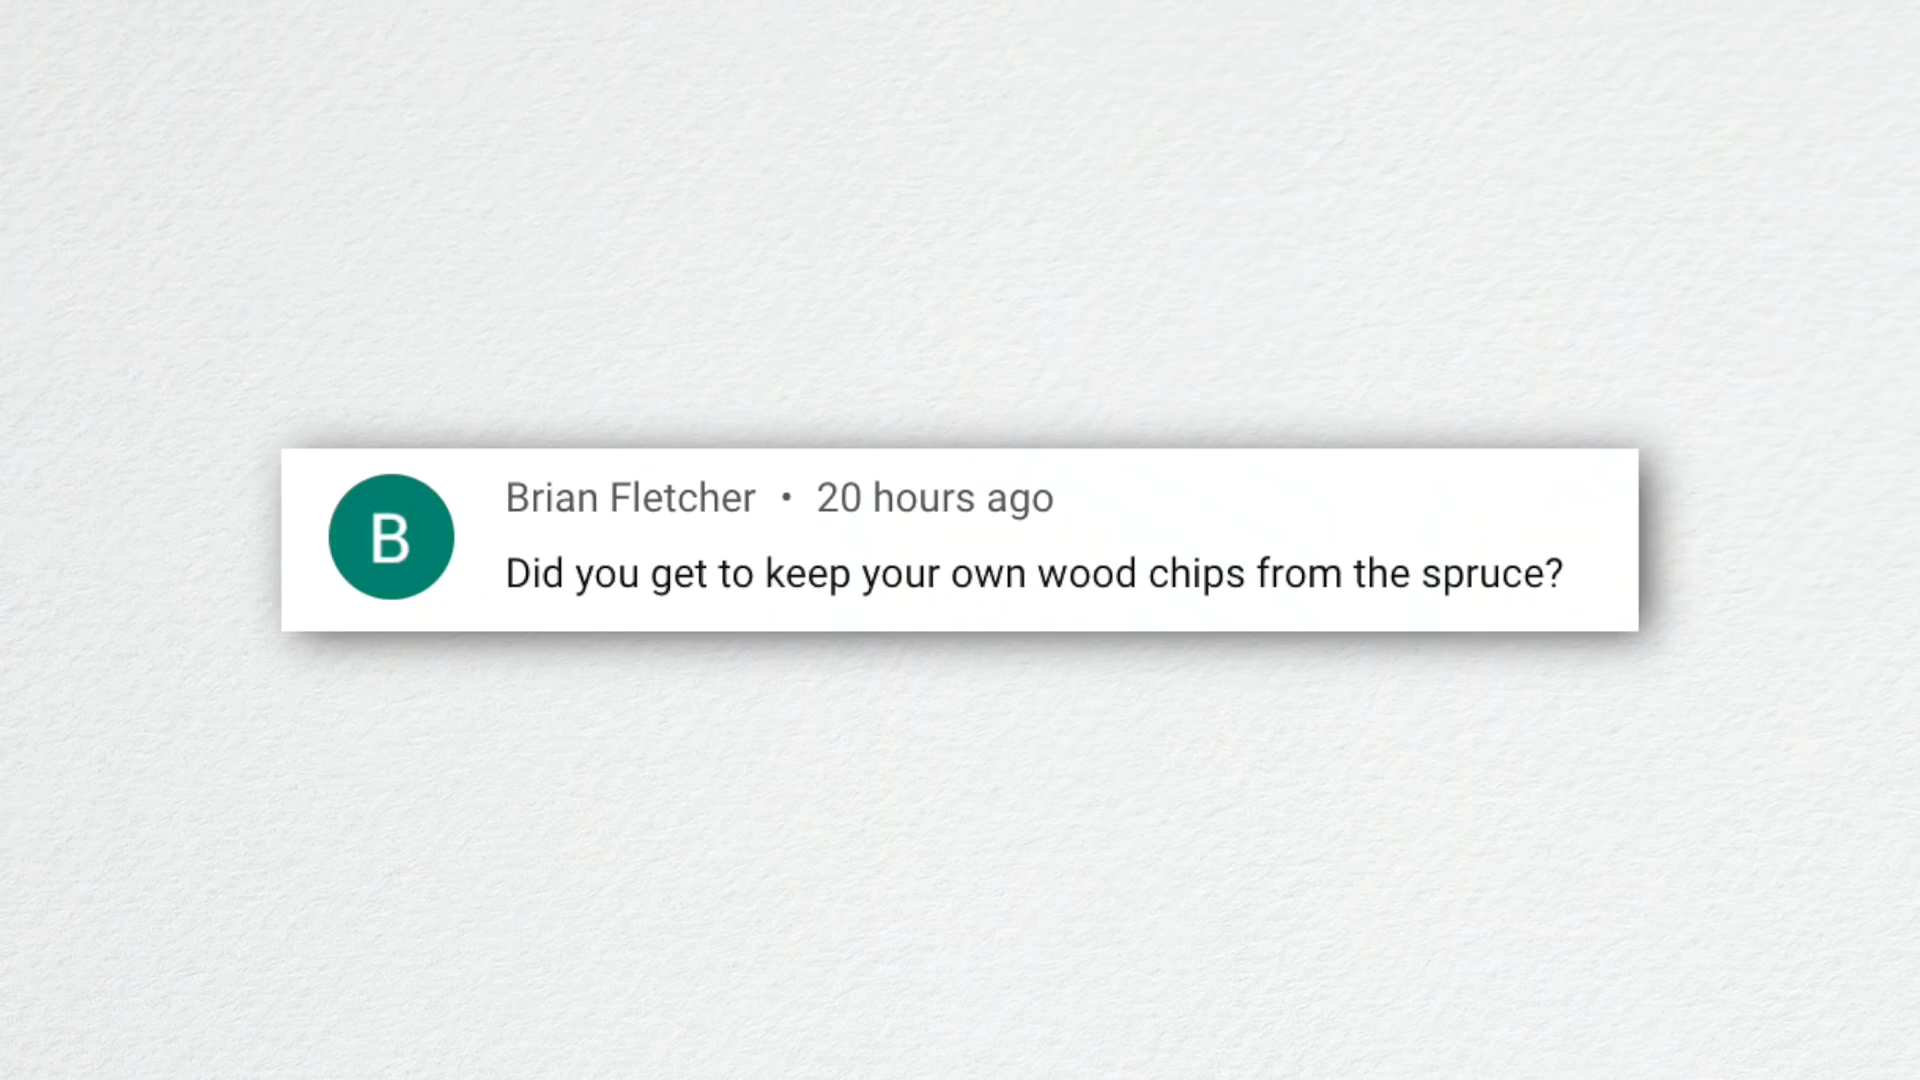 B
Brian Fletcher • 20 hours ago
Did you get to keep your own wood chips from the spruce?